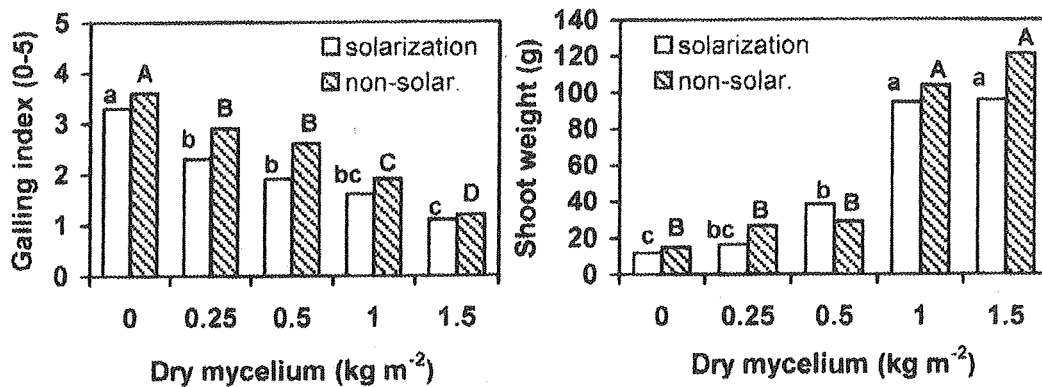 Galling index (0-5)
5
4
3
2
1
0
solarization
non-solar.
a
A
b
B
b
B
bc
C
c
D
0
0.25
0.5
1
1.5
Dry mycelium (kg m-2)
Shoot weight (g)
140
120
100
80
60
40
20
0
solarization
non-solar.
c
B
bc
B
b
B
a
A
a
A
0
0.25
0.5
1
1.5
Dry mycelium (kg m-2)